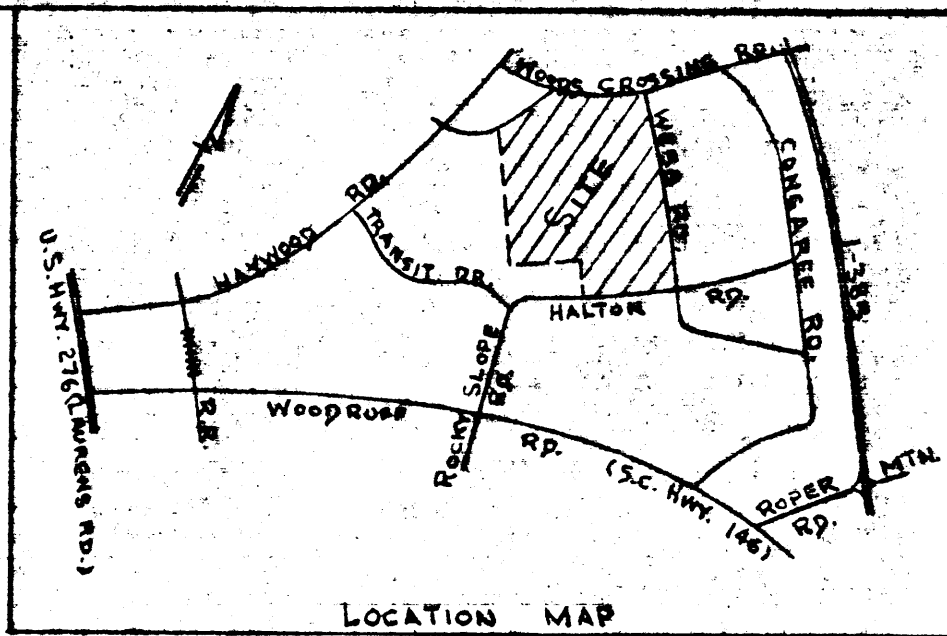 WOODS CROSSING RD.
HAYWOOD RD.
TRANSIT DR.
SITE
WEBB RD.
CONGAREE RD.
I-385
U.S. HWY. 276 (LAURENS RD.)
R.R.
WOODRUFF RD. (S.C. HWY. 146)
ROCKY SLOPE RD.
HALTON RD.
ROPER MTN. RD.
LOCATION MAP